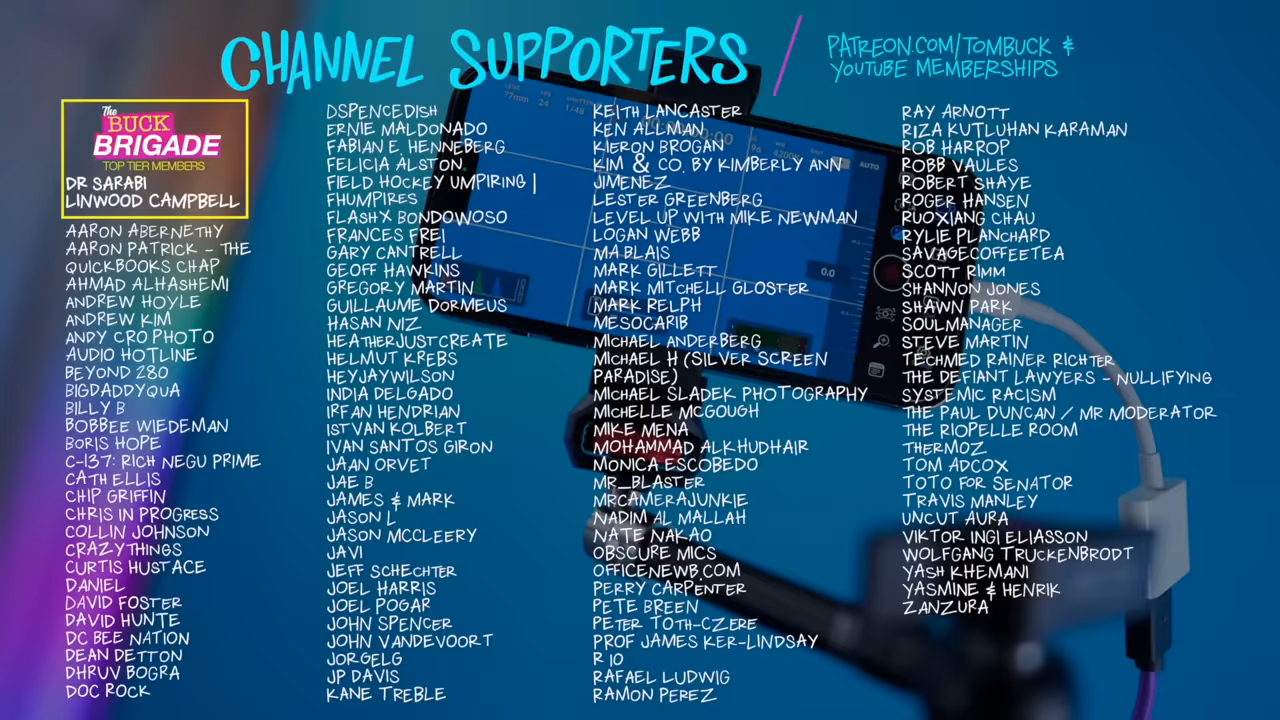 CHANNEL SUPPORTERS
PATREON.COM/TOMBUCK &
YOUTUBE MEMBERSHIPS
The
BUCK
BRIGADE
TOP TIER MEMBERS
DR SARABI
LINWOOD CAMPBELL
AARON ABERNETHY
AARON PATRICK - THE
QUICKBOOKS CHAP
AHMAD ALHASHEMI
ANDREW HOYLE
ANDREW KIM
ANDY CRO PHOTO
AUDIO HOTLINE
BEYOND 280
BIGDADDYQUA
BILLY B
BOBBEE WIEDEMAN
BORIS HOPE
C-137: RICH NEGU PRIME
CATH ELLIS
CHIP GRIFFIN
CHRIS IN PROGRESS
COLLIN JOHNSON
CRAZYTHINGS
CURTIS HUSTACE
DANIEL
DAVID FOSTER
DAVID HUNTE
DC BEE NATION
DEAN DETTON
DHRUV BOGRA
DOC ROCK
DSPENCEDISH
ERNIE MALDONADO
FABIAN E. HENNEBERG
FELICIA ALSTON
FIELD HOCKEY UMPIRING |
FHUMPIRES
FLASHX BONDOWOSO
FRANCES FREI
GARY CANTRELL
GEOFF HAWKINS
GREGORY MARTIN
GUILLAUME DORMEUS
HASAN NIZ
HEATHERJUSTCREATE
HELMUT KREBS
HEYJAYWILSON
INDIA DELGADO
IRFAN HENDRIAN
ISTVAN KOLBERT
IVAN SANTOS GIRON
JAAN ORVET
JAE B
JAMES & MARK
JASON L
JASON MCCLEERY
JAVI
JEFF SCHECHTER
JOEL HARRIS
JOEL POGAR
JOHN SPENCER
JOHN VANDEVOORT
JORGELG
JP DAVIS
KANE TREBLE
KEITH LANCASTER
KEN ALLMAN
KIERON BROGAN
KIM & CO. BY KIMBERLY ANN
JIMENEZ
LESTER GREENBERG
LEVEL UP WITH MIKE NEWMAN
LOGAN WEBB
MA BLAIS
MARK GILLETT
MARK MITCHELL GLOSTER
MARK RELPH
MESOCARIB
MICHAEL ANDERBERG
MICHAEL H (SILVER SCREEN
PARADISE)
MICHAEL SLADEK PHOTOGRAPHY
MICHELLE MCGOUGH
MIKE MENA
MOHAMMAD ALKHUDHAIR
MONICA ESCOBEDO
MR_BLASTER
MRCAMERAJUNKIE
NADIM AL MALLAH
NATE NAKAO
OBSCURE MICS
OFFICENEWB.COM
PERRY CARPENTER
PETE BREEN
PETER TOTH-CZERE
PROF JAMES KER-LINDSAY
R 10
RAFAEL LUDWIG
RAMON PEREZ
RAY ARNOTT
RIZA KUTLUHAN KARAMAN
ROB HARROP
ROBB VAULES
ROBERT SHAYE
ROGER HANSEN
RUOXIANG CHAU
RYLIE PLANCHARD
SAVAGECOFFEETEA
SCOTT RIMM
SHANNON JONES
SHAWN PARK
SOULMANAGER
STEVE MARTIN
TECHMED RAINER RICHTER
THE DEFIANT LAWYERS - NULLIFYING
SYSTEMIC RACISM
THE PAUL DUNCAN / MR MODERATOR
THE RIOPELLE ROOM
THERMOZ
TOM ADCOX
TOTO FOR SENATOR
TRAVIS MANLEY
UNCUT AURA
VIKTOR INGI ELIASSON
WOLFGANG TRUCKENBRODT
YASH KHEMANI
YASMINE & HENRIK
ZANZURA
77mm
24
1/48
AUTO
0.0